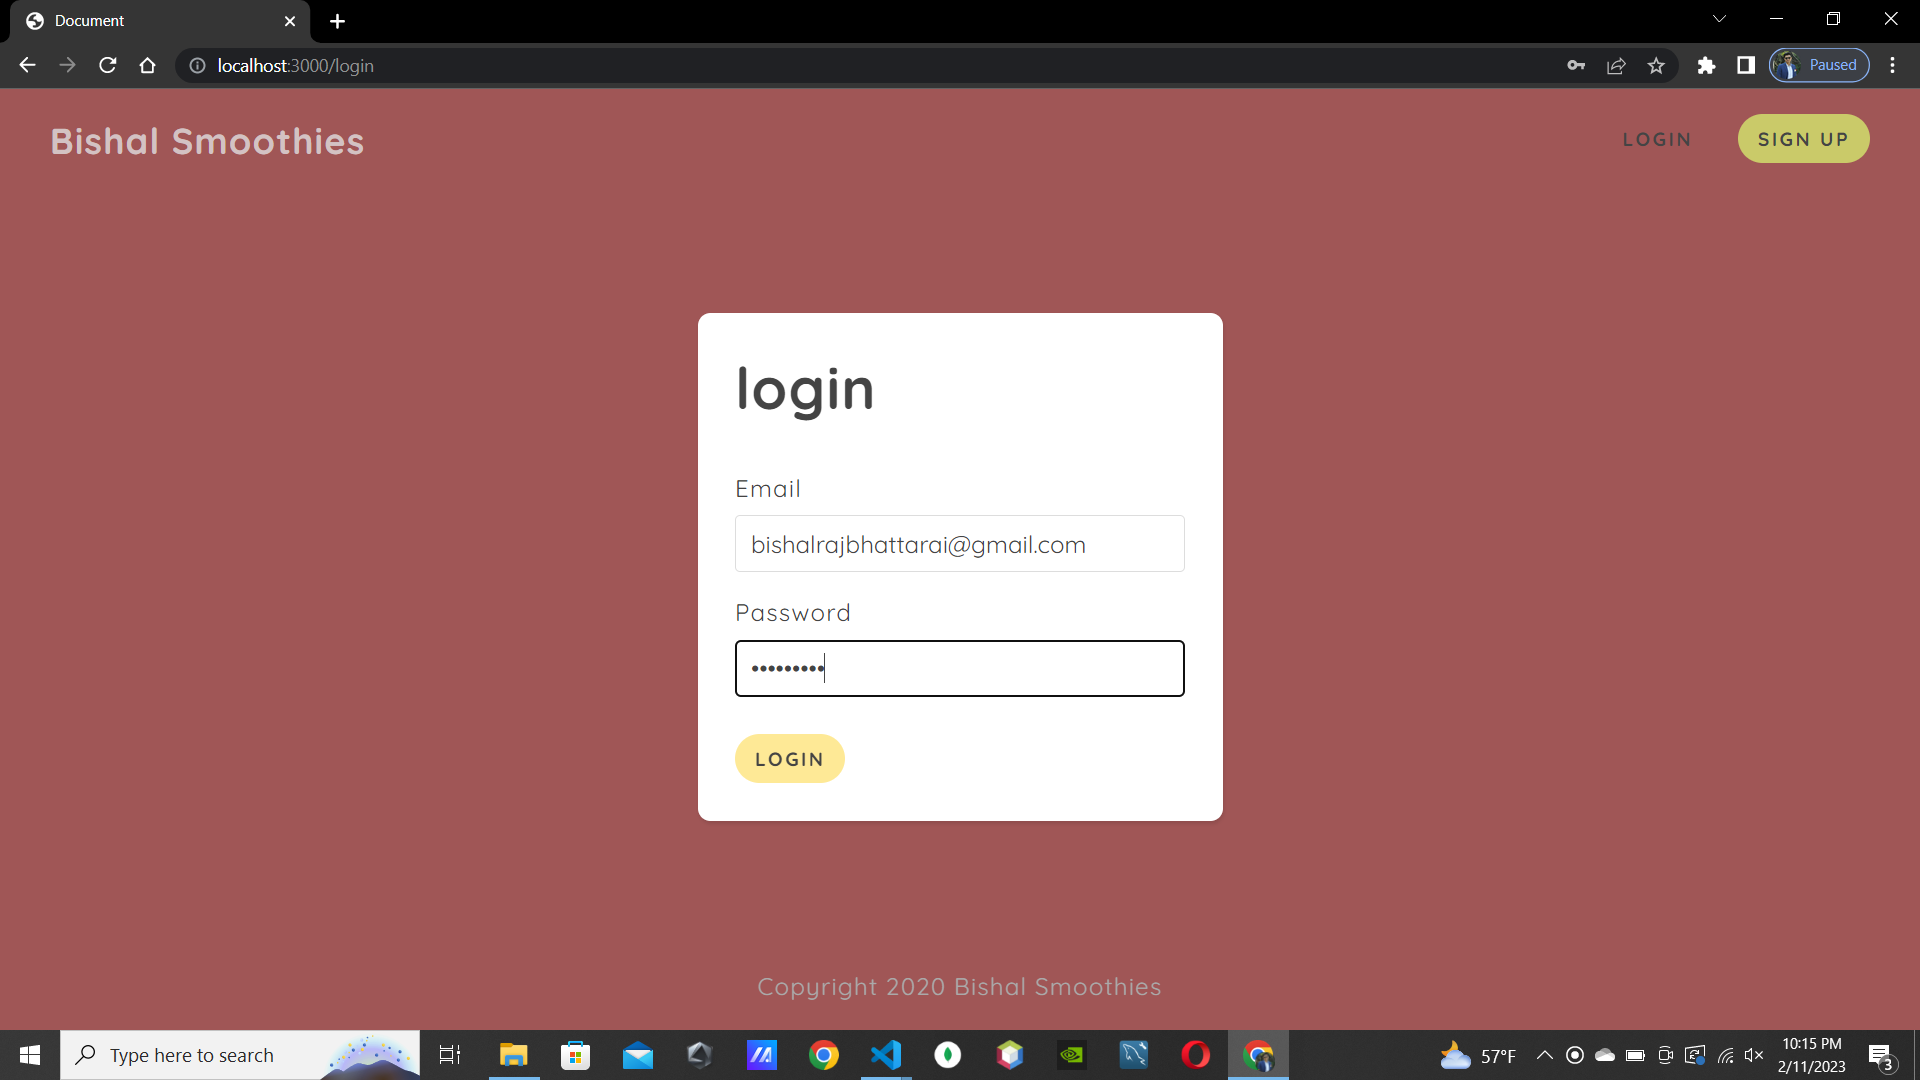 Document
localhost:3000/login
Paused
Bishal Smoothies
LOGIN
SIGN UP
login
Email
bishalrajbhattarai@gmail.com
Password
•••••••••
LOGIN
Copyright 2020 Bishal Smoothies
Type here to search
57°F
10:15 PM
2/11/2023
3